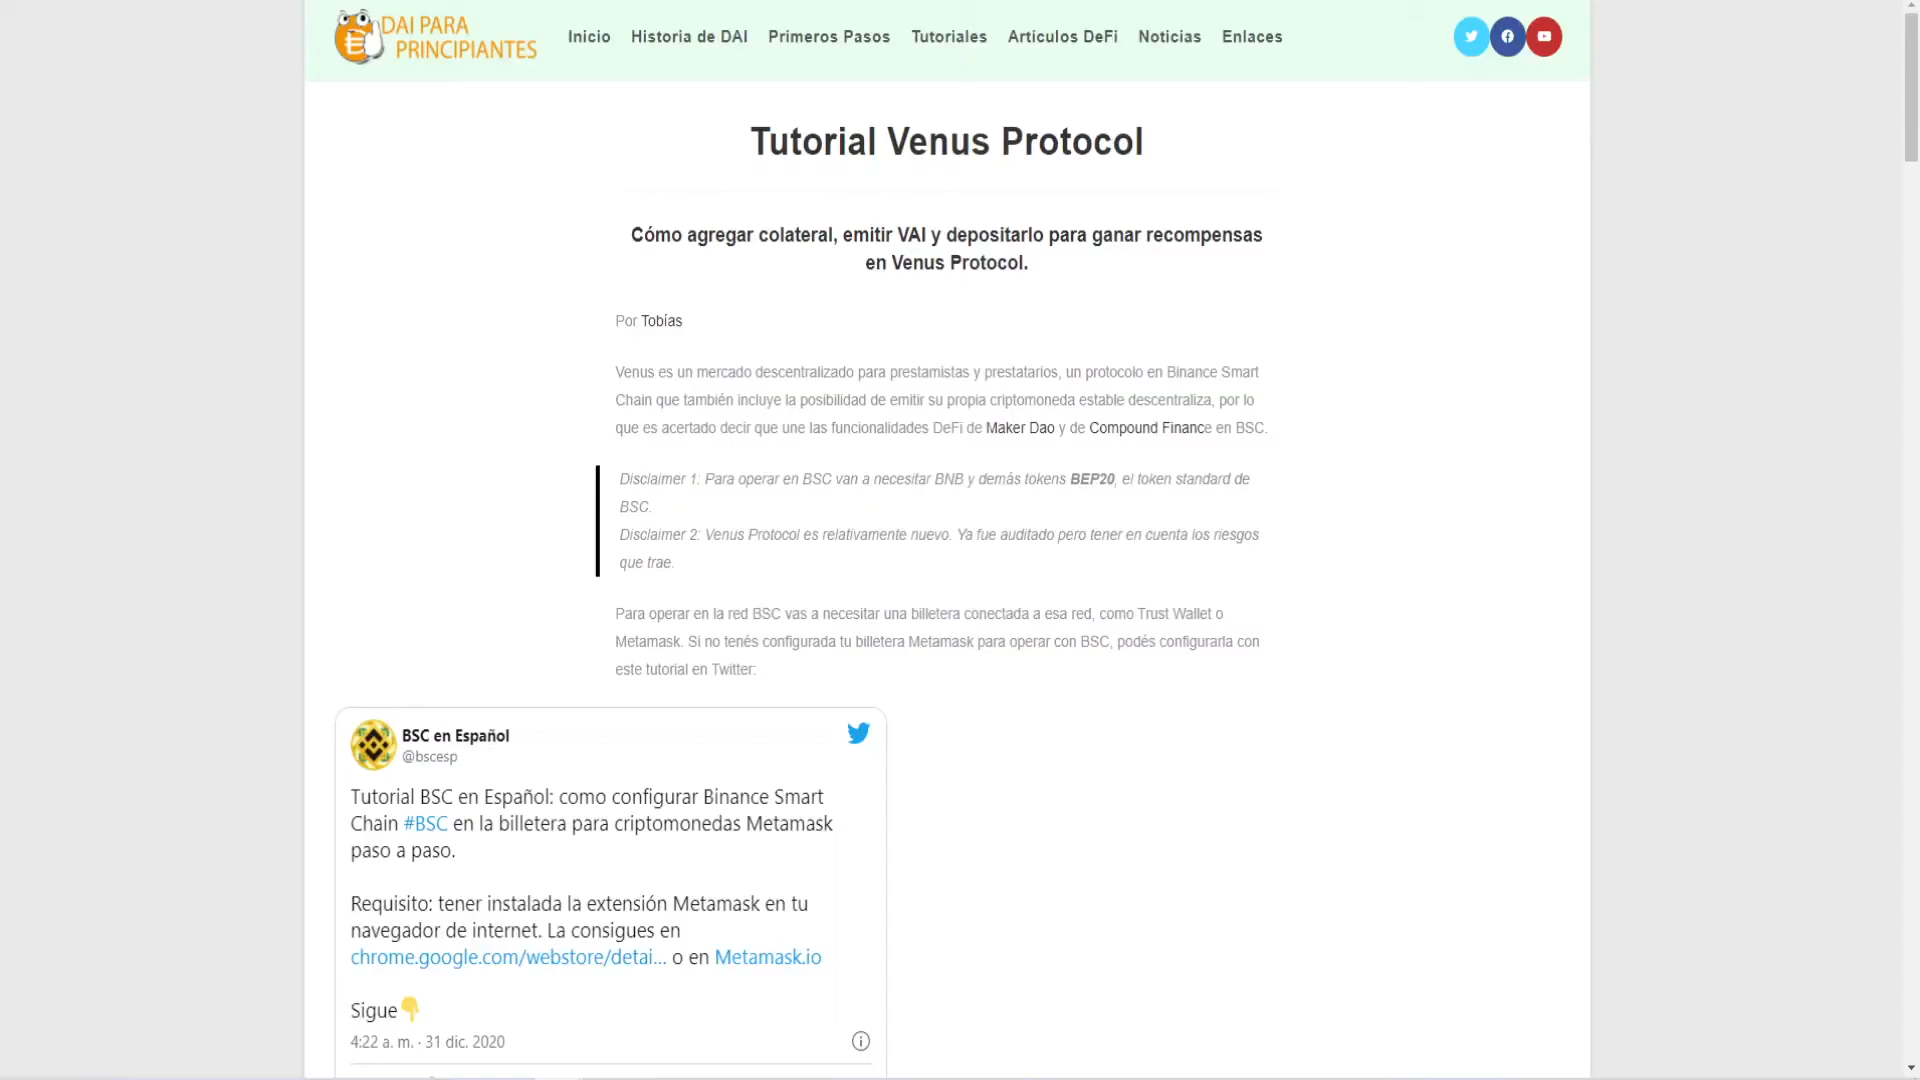 DAI PARA
PRINCIPIANTES
Inicio Historia de DAI Primeros Pasos Tutoriales Artículos DeFi Noticias Enlaces
Tutorial Venus Protocol
Cómo agregar colateral, emitir VAI y depositarlo para ganar recompensas
en Venus Protocol.
Por Tobías
Venus es un mercado descentralizado para prestamistas y prestatarios, un protocolo en Binance Smart
Chain que también incluye la posibilidad de emitir su propia criptomoneda estable descentraliza, por lo
que es acertado decir que une las funcionalidades DeFi de Maker Dao y de Compound Finance en BSC.
Disclaimer 1: Para operar en BSC van a necesitar BNB y demás tokens BEP20, el token standard de
BSC.
Disclaimer 2: Venus Protocol es relativamente nuevo. Ya fue auditado pero tener en cuenta los riesgos
que trae.
Para operar en la red BSC vas a necesitar una billetera conectada a esa red, como Trust Wallet o
Metamask. Si no tenés configurada tu billetera Metamask para operar con BSC, podés configurarla con
este tutorial en Twitter:
BSC en Español
@bscesp
Tutorial BSC en Español: como configurar Binance Smart
Chain #BSC en la billetera para criptomonedas Metamask
paso a paso.
Requisito: tener instalada la extensión Metamask en tu
navegador de internet. La consigues en
chrome.google.com/webstore/detai... o en Metamask.io
Sigue👇
4:22 a. m. · 31 dic. 2020